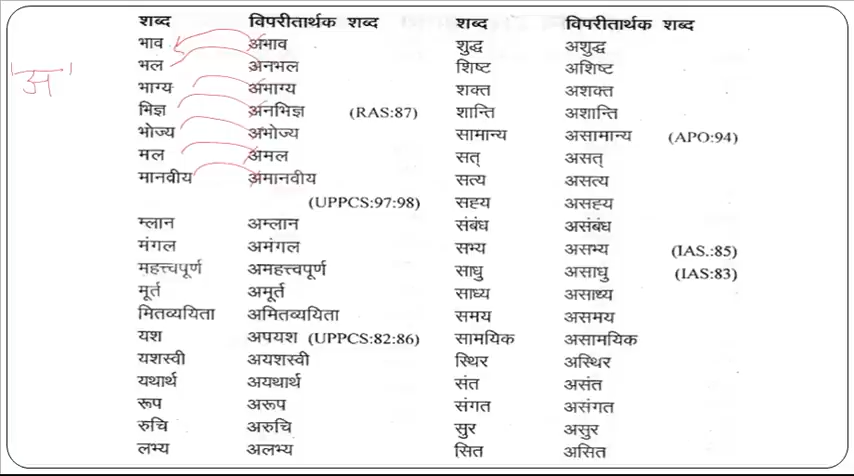 'अ'
शब्द विपरीतार्थक शब्द
भाव अभाव
भल अनभल
भाग्य अभाग्य
भिज्ञ अनभिज्ञ (RAS:87)
भोज्य अभोज्य
मल अमल
मानवीय अमानवीय
(UPPCS:97:98)
म्लान अम्लान
मंगल अमंगल
महत्त्वपूर्ण अमहत्त्वपूर्ण
मूर्त अमूर्त
मितव्ययिता अमितव्ययिता
यश अपयश (UPPCS:82:86)
यशस्वी अयशस्वी
यथार्थ अयथार्थ
रूप अरूप
रुचि अरुचि
लभ्य अलभ्य
शब्द विपरीतार्थक शब्द
शुद्ध अशुद्ध
शिष्ट अशिष्ट
शक्त अशक्त
शान्ति अशान्ति
सामान्य असामान्य (APO:94)
सत् असत्
सत्य असत्य
सह्य असह्य
संबंध असंबंध
सभ्य असभ्य (IAS.:85)
साधु असाधु (IAS:83)
साध्य असाध्य
समय असमय
सामयिक असामयिक
स्थिर अस्थिर
संत असंत
संगत असंगत
सुर असुर
सित असित